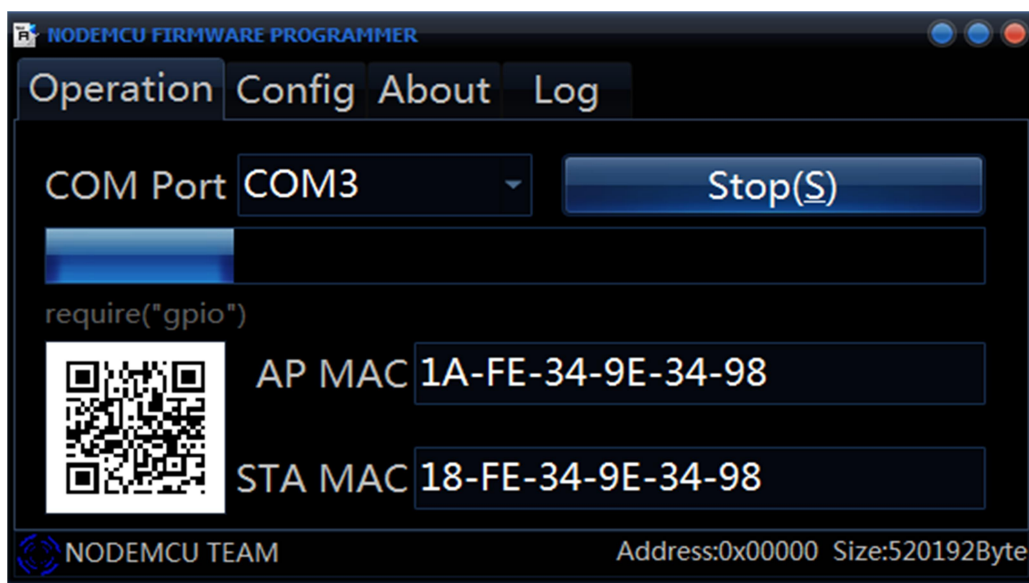 NODEMCU FIRMWARE PROGRAMMER
Operation Config About Log
COM Port COM3 Stop(S)
require("gpio")
AP MAC 1A-FE-34-9E-34-98
STA MAC 18-FE-34-9E-34-98
NODEMCU TEAM Address:0x00000 Size:520192Byte